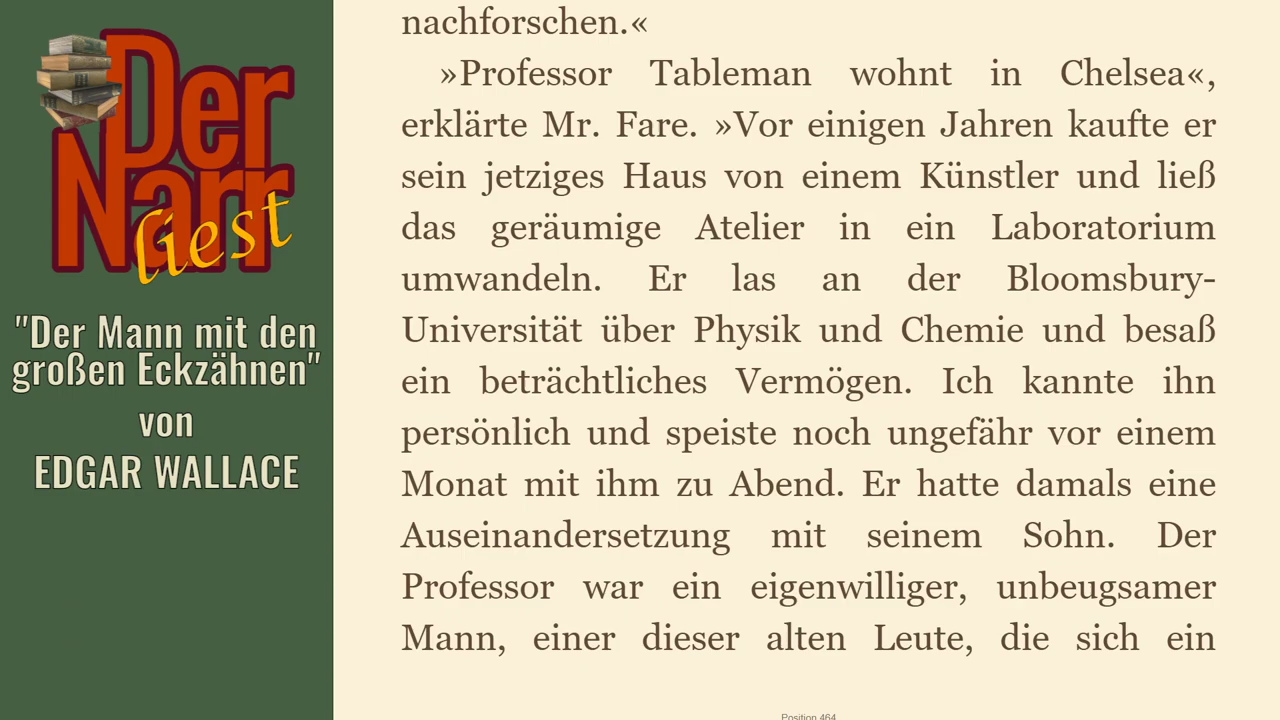 Der
Narr
liest
"Der Mann mit den
großen Eckzähnen"
von
EDGAR WALLACE
nachforschen.«
»Professor Tableman wohnt in Chelsea«,
erklärte Mr. Fare. »Vor einigen Jahren kaufte er
sein jetziges Haus von einem Künstler und ließ
das geräumige Atelier in ein Laboratorium
umwandeln. Er las an der Bloomsbury-
Universität über Physik und Chemie und besaß
ein beträchtliches Vermögen. Ich kannte ihn
persönlich und speiste noch ungefähr vor einem
Monat mit ihm zu Abend. Er hatte damals eine
Auseinandersetzung mit seinem Sohn. Der
Professor war ein eigenwilliger, unbeugsamer
Mann, einer dieser alten Leute, die sich ein
Position 464